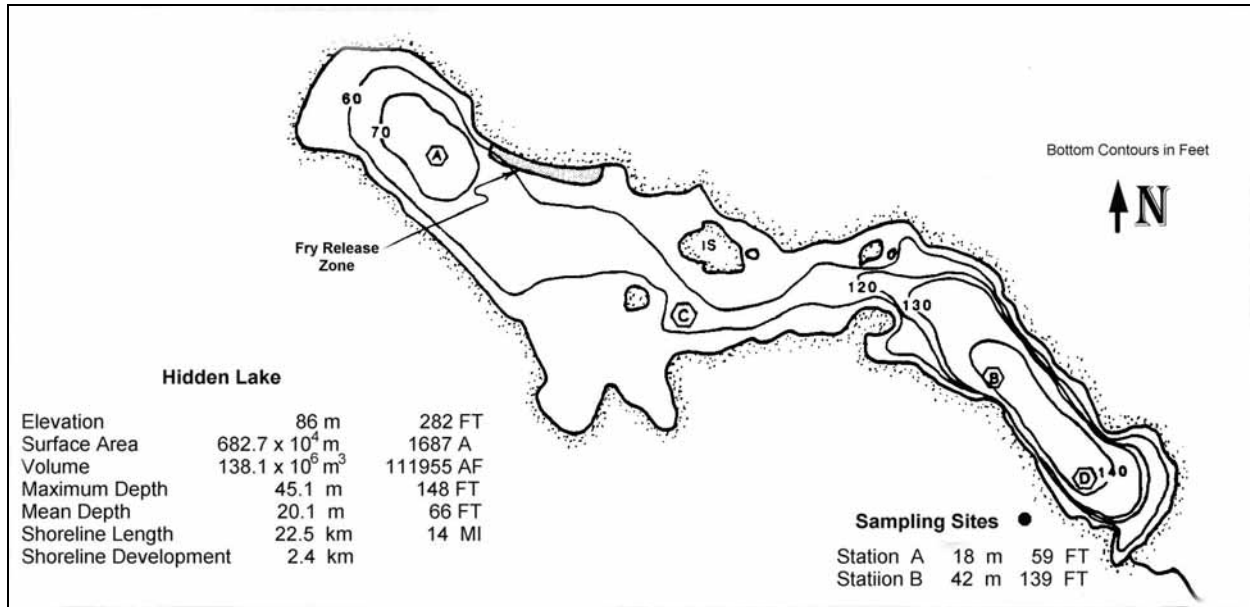 60
70
A
Bottom Contours in Feet
N
Fry Release
Zone
IS
120
130
C
B
D
140
Hidden Lake
Elevation 86 m 282 FT
Surface Area 682.7 x 10⁴ m 1687 A
Volume 138.1 x 10⁶ m³ 111955 AF
Maximum Depth 45.1 m 148 FT
Mean Depth 20.1 m 66 FT
Shoreline Length 22.5 km 14 MI
Shoreline Development 2.4 km
Sampling Sites
Station A 18 m 59 FT
Statiion B 42 m 139 FT